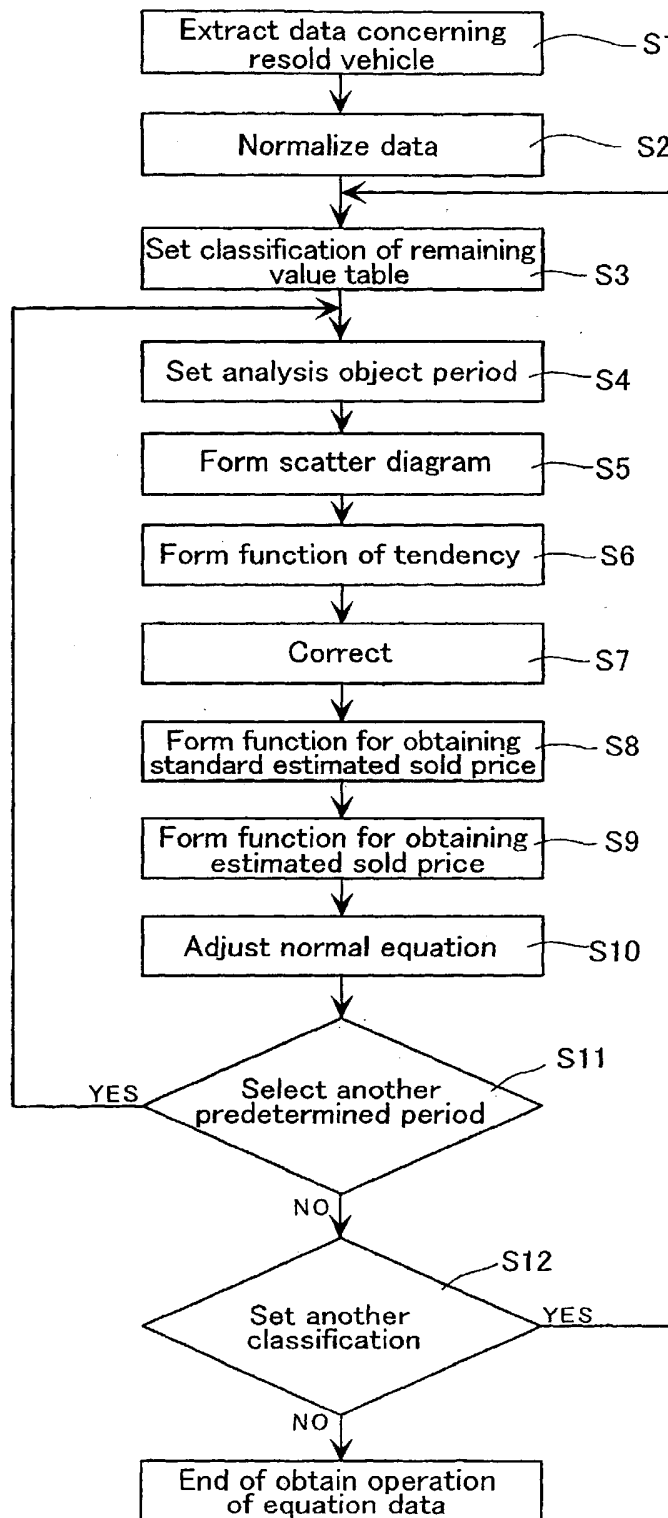 Extract data concerning
resold vehicle
S1
Normalize data
S2
Set classification of remaining
value table
S3
Set analysis object period
S4
Form scatter diagram
S5
Form function of tendency
S6
Correct
S7
Form function for obtaining
standard estimated sold price
S8
Form function for obtaining
estimated sold price
S9
Adjust normal equation
S10
S11
YES
Select another
predetermined period
NO
S12
Set another
classification
YES
NO
End of obtain operation
of equation data